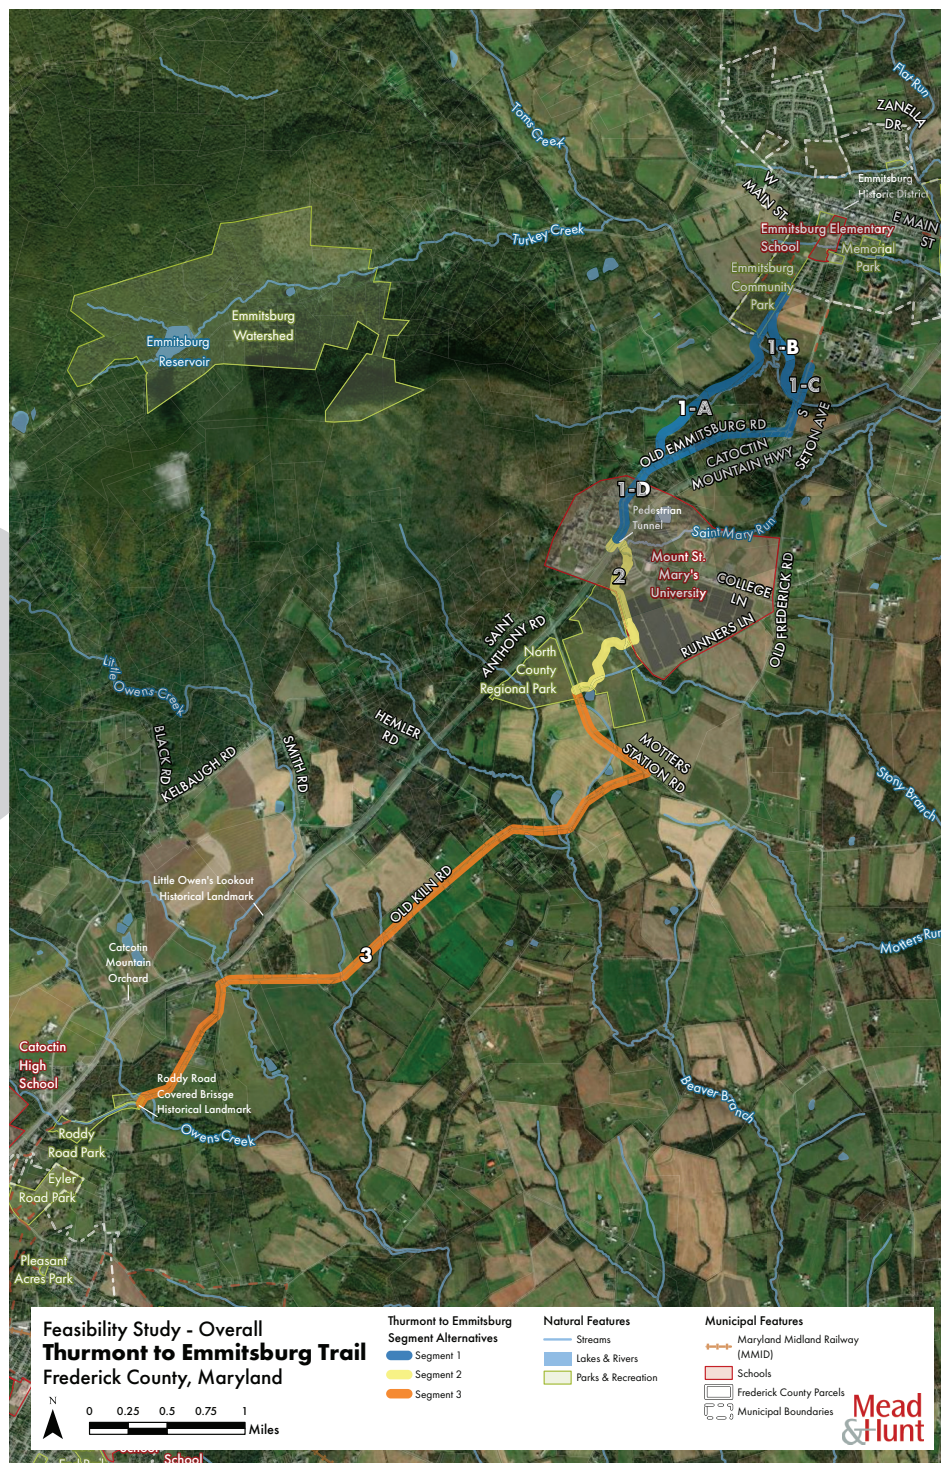 Flat Run
ZANELLA
DR
Toms Creek
W
MAIN ST
Emmitsburg
Historic District
E MAIN
ST
Emmitsburg Elementary
School
Memorial
Park
Turkey Creek
Emmitsburg
Community
Park
Emmitsburg
Watershed
Emmitsburg
Reservoir
1-B
1-C
1-A
S
SETON AVE
OLD EMMITSBURG RD
CATOCTIN
MOUNTAIN HWY
1-D
Pedestrian
Tunnel
Saint Mary Run
Mount St.
Mary's
University
2
COLLEGE
LN
RUNNERS LN
OLD FREDERICK RD
SAINT
ANTHONY RD
North
County
Regional Park
Little Owens Creek
HEMLER
RD
BLACK RD
KELBAUGH RD
SMITH RD
MOTTERS
STATION RD
Stony Branch
Little Owen's Lookout
Historical Landmark
OLD KILN RD
Catcotin
Mountain
Orchard
3
Motters Run
Catoctin
High
School
Roddy Road
Covered Brissge
Historical Landmark
Beaver Branch
Owens Creek
Roddy
Road Park
Eyler
Road Park
Pleasant
Acres Park
Feasibility Study - Overall
Thurmont to Emmitsburg Trail
Frederick County, Maryland
N
0 0.25 0.5 0.75 1
Miles
Thurmont to Emmitsburg
Segment Alternatives
Segment 1
Segment 2
Segment 3
Natural Features
Streams
Lakes & Rivers
Parks & Recreation
Municipal Features
Maryland Midland Railway
(MMID)
Schools
Frederick County Parcels
Municipal Boundaries
Mead
&Hunt
School